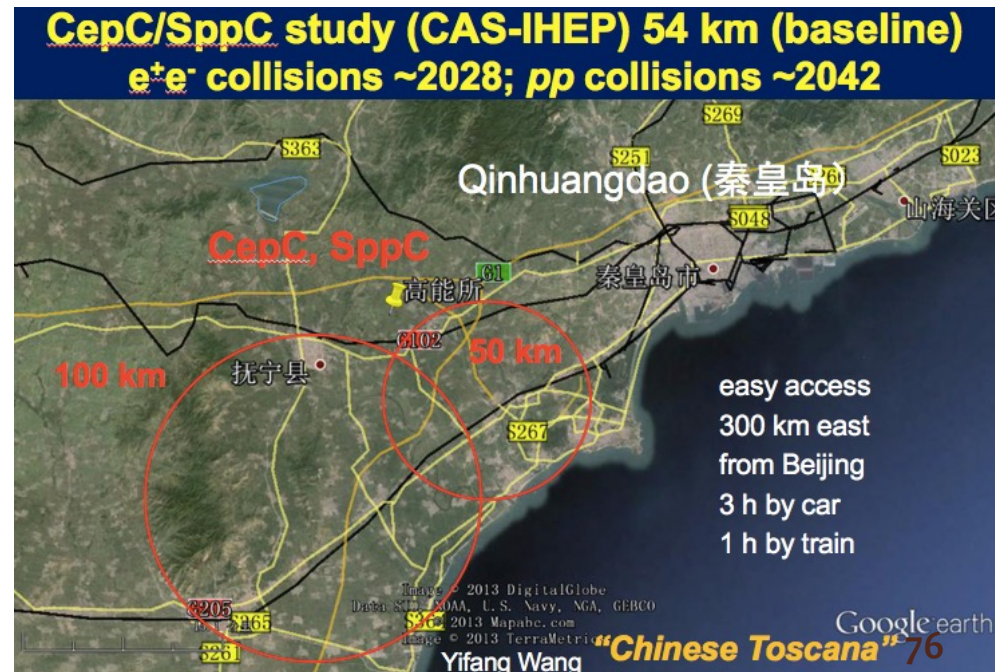 CepC/SppC study (CAS-IHEP) 54 km (baseline)
e⁺e⁻ collisions ~2028; pp collisions ~2042
S269
S363
S251
S023
Qinhuangdao (秦皇岛)
山海关区
S048
CepC, SppC
G1
秦皇岛市
高能所
G102
50 km
100 km
抚宁县
easy access
S267
300 km east
from Beijing
3 h by car
1 h by train
Image © 2013 DigitalGlobe
G205
Data SIO, NOAA, U.S. Navy, NGA, GEBCO
S265
© 2013 Mapabc.com
Image © 2013 TerraMetrics
Google earth
S261
Yifang Wang
"Chinese Toscana" 76